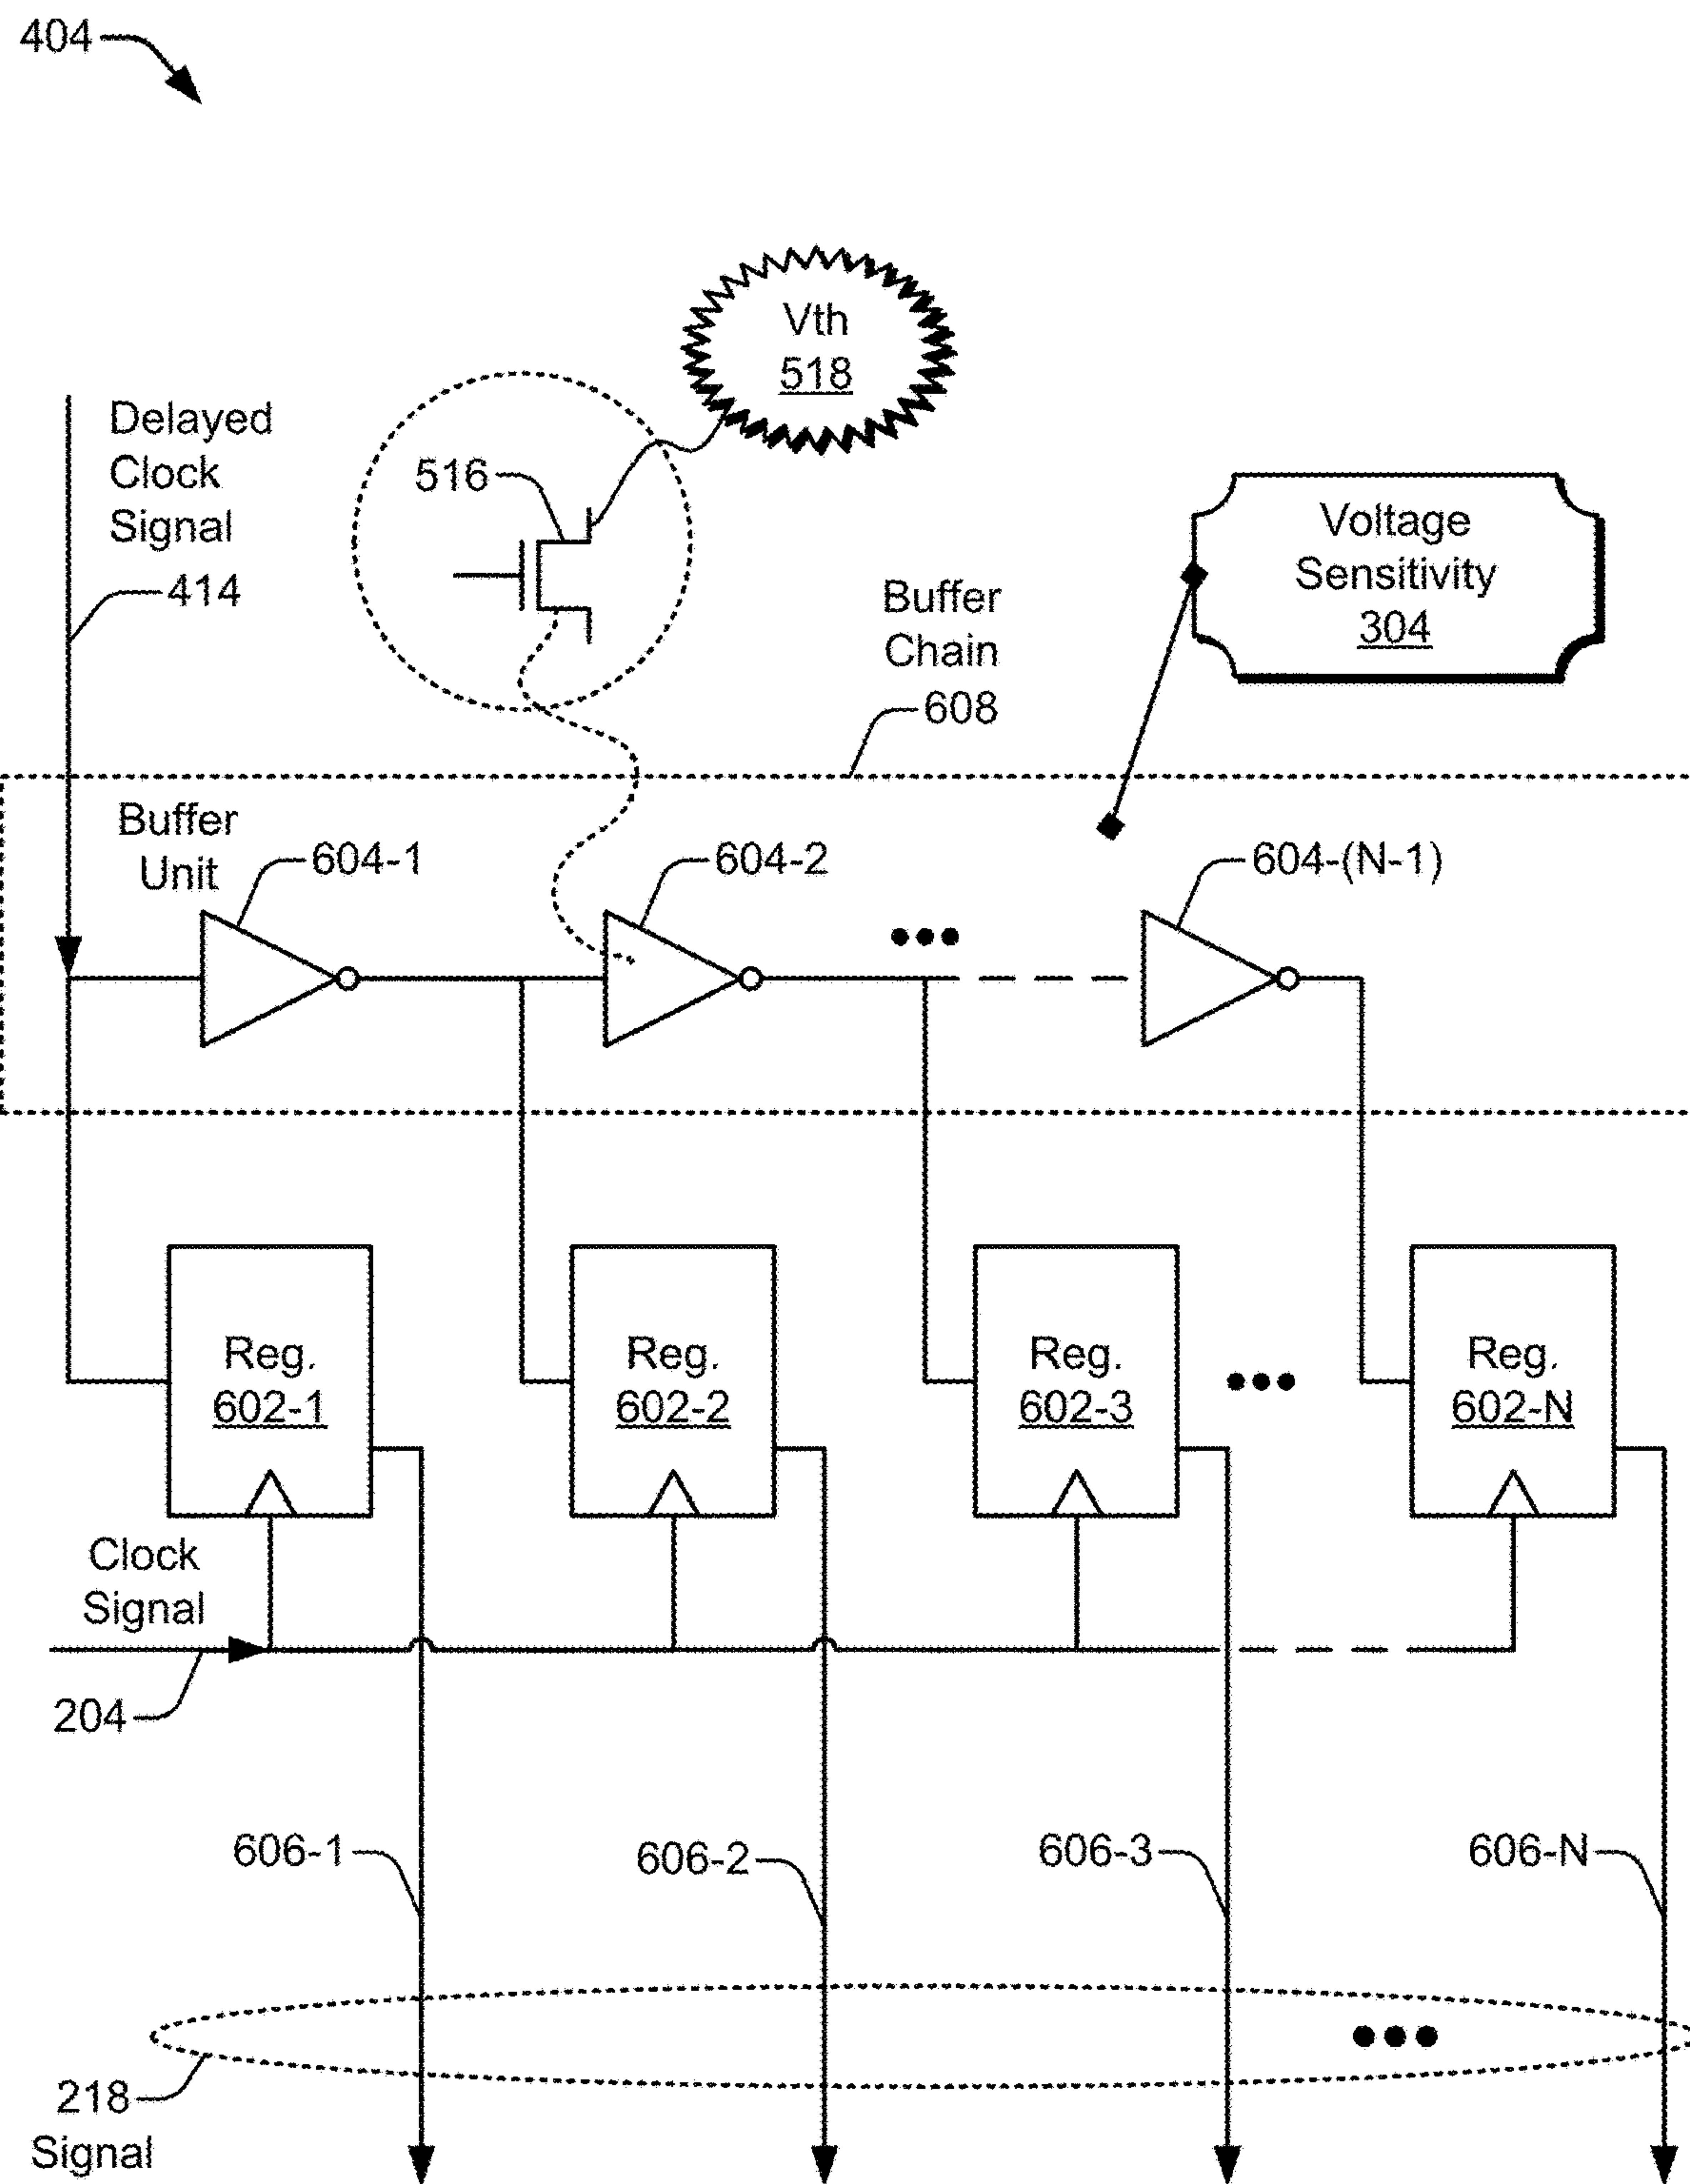 404
Vth
518
Delayed
Clock
Signal
414
516
Voltage
Sensitivity
304
Buffer
Chain
608
Buffer
Unit
604-1
604-2
604-(N-1)
Reg.
602-1
Reg.
602-2
Reg.
602-3
Reg.
602-N
Clock
Signal
204
606-1
606-2
606-3
606-N
218
Signal